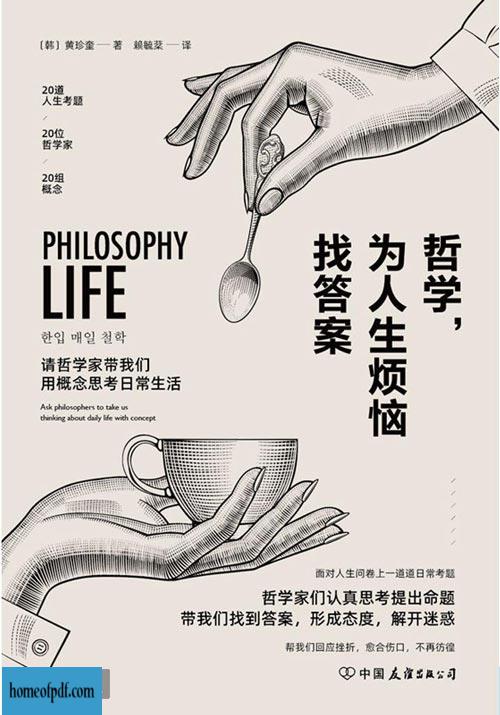 〔韩〕黄珍奎 — 著 赖毓棻 — 译
20道
人生考题
20位
哲学家
20组
概念
PHILOSOPHY
LIFE
한입 매일 철학
请哲学家带我们
用概念思考日常生活
Ask philosophers to take us
thinking about daily life with concept
哲学，
为人生烦恼
找答案
面对人生问卷上一道道日常考题
哲学家们认真思考提出命题
带我们找到答案，形成态度，解开迷惑
帮我们回应挫折，愈合伤口，不再彷徨
中国友谊出版公司
homeofpdf.com